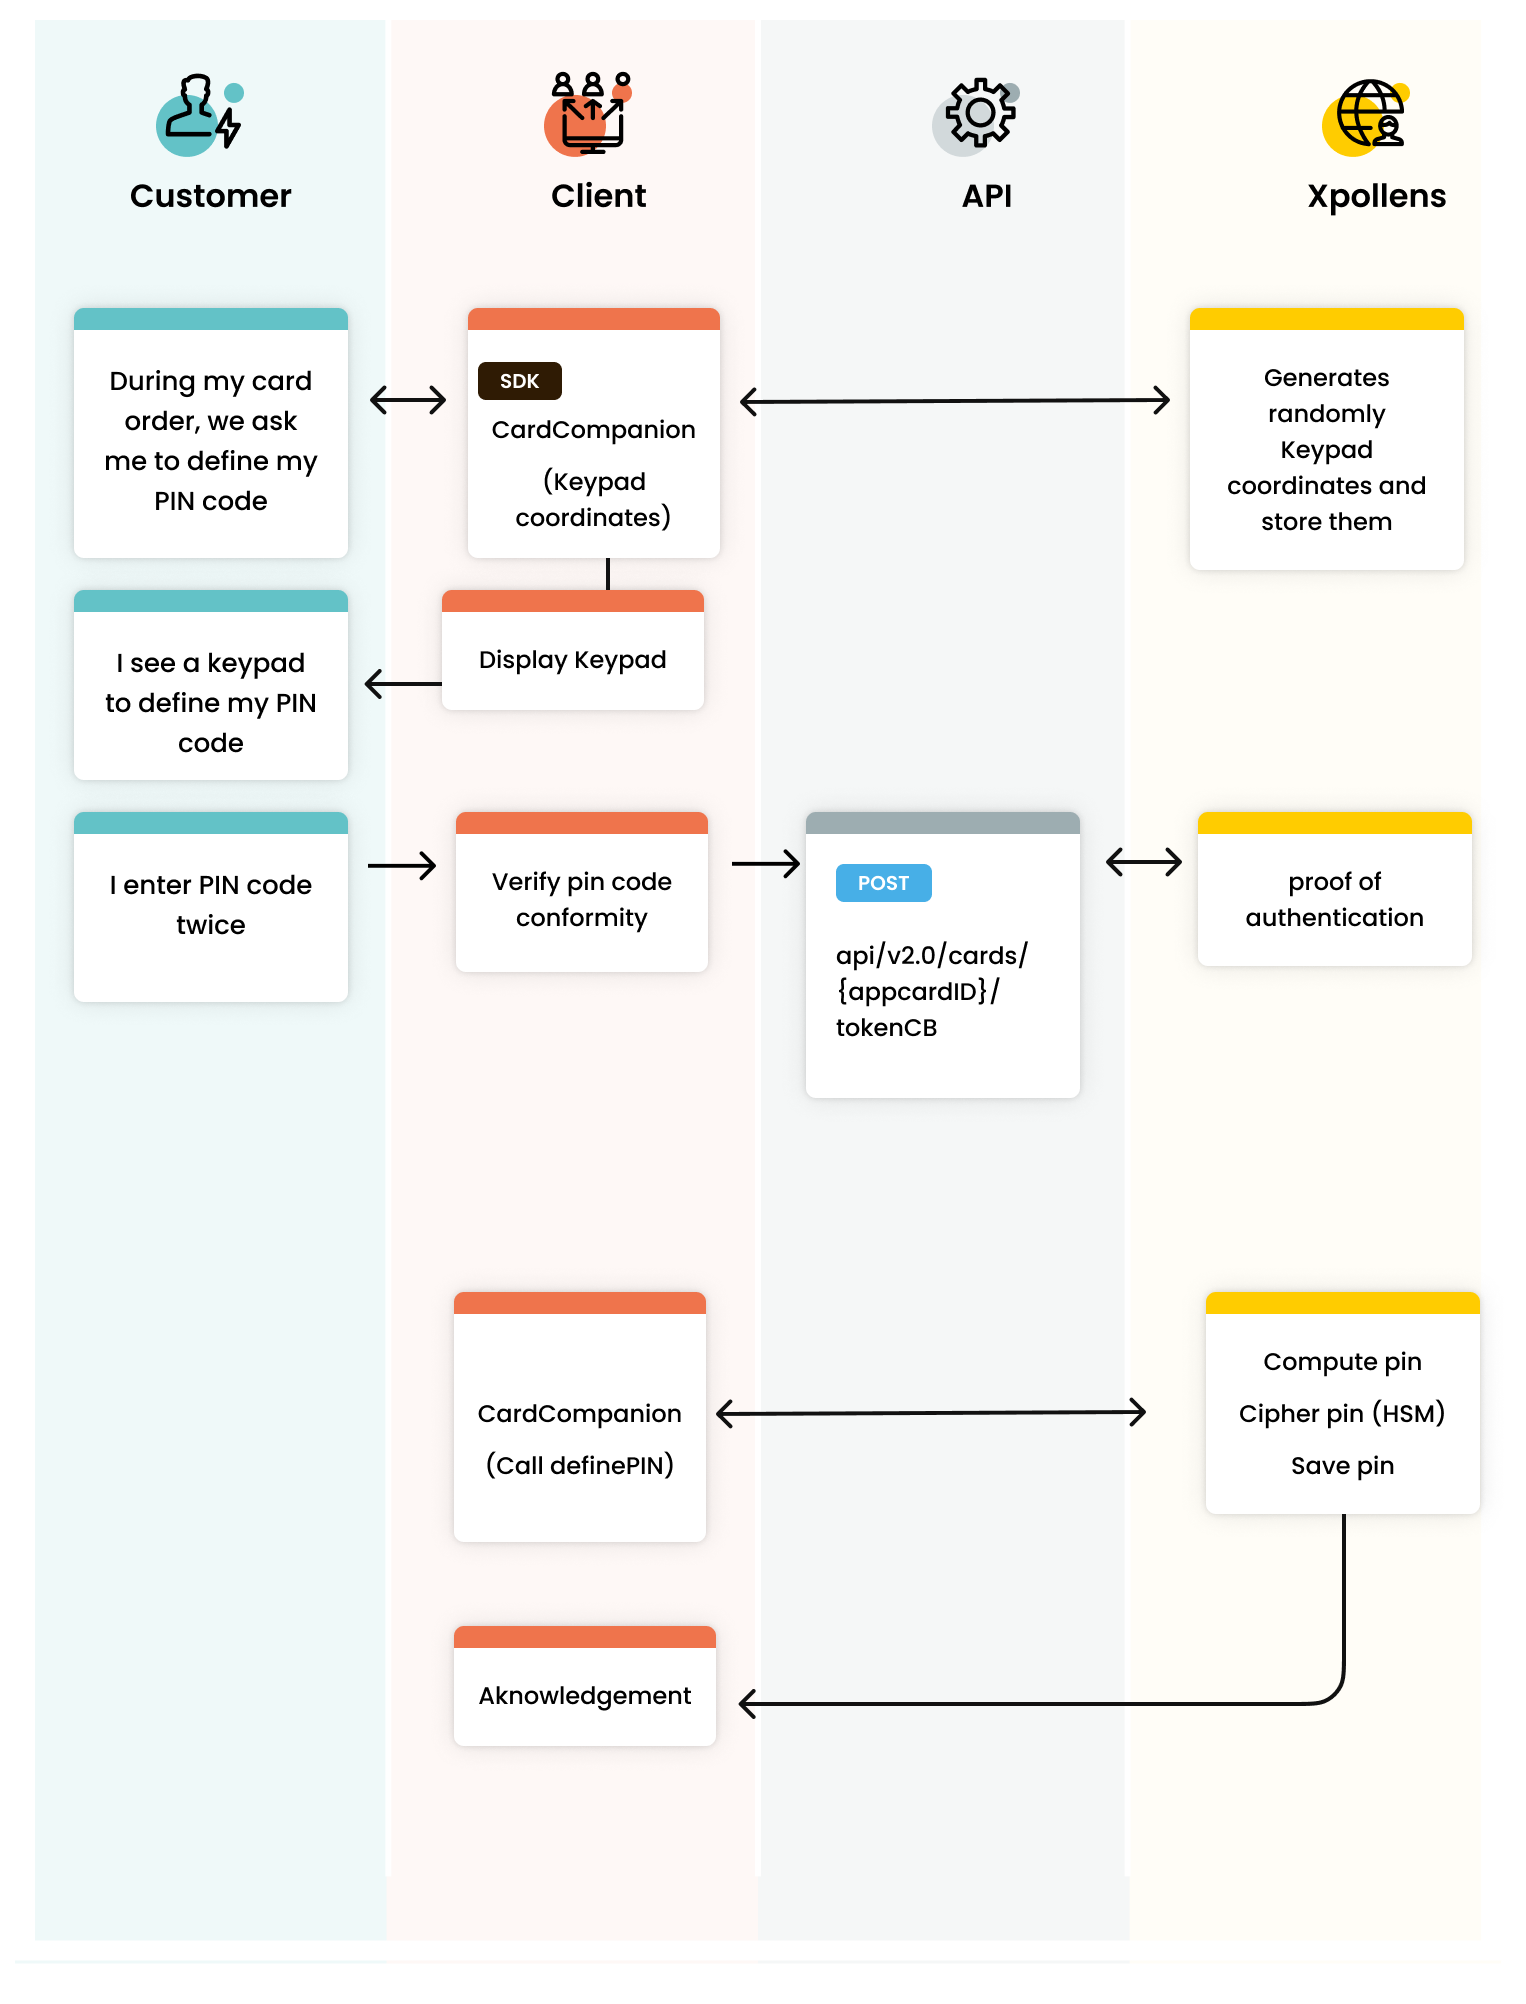 Customer
Client
API
Xpollens
During my card
order, we ask
me to define my
PIN code
SDK
CardCompanion
(Keypad
coordinates)
Generates
randomly
Keypad
coordinates and
store them
I see a keypad
to define my PIN
code
Display Keypad
I enter PIN code
twice
Verify pin code
conformity
POST
api/v2.0/cards/
{appcardID}/
tokenCB
proof of
authentication
CardCompanion
(Call definePIN)
Compute pin
Cipher pin (HSM)
Save pin
Aknowledgement